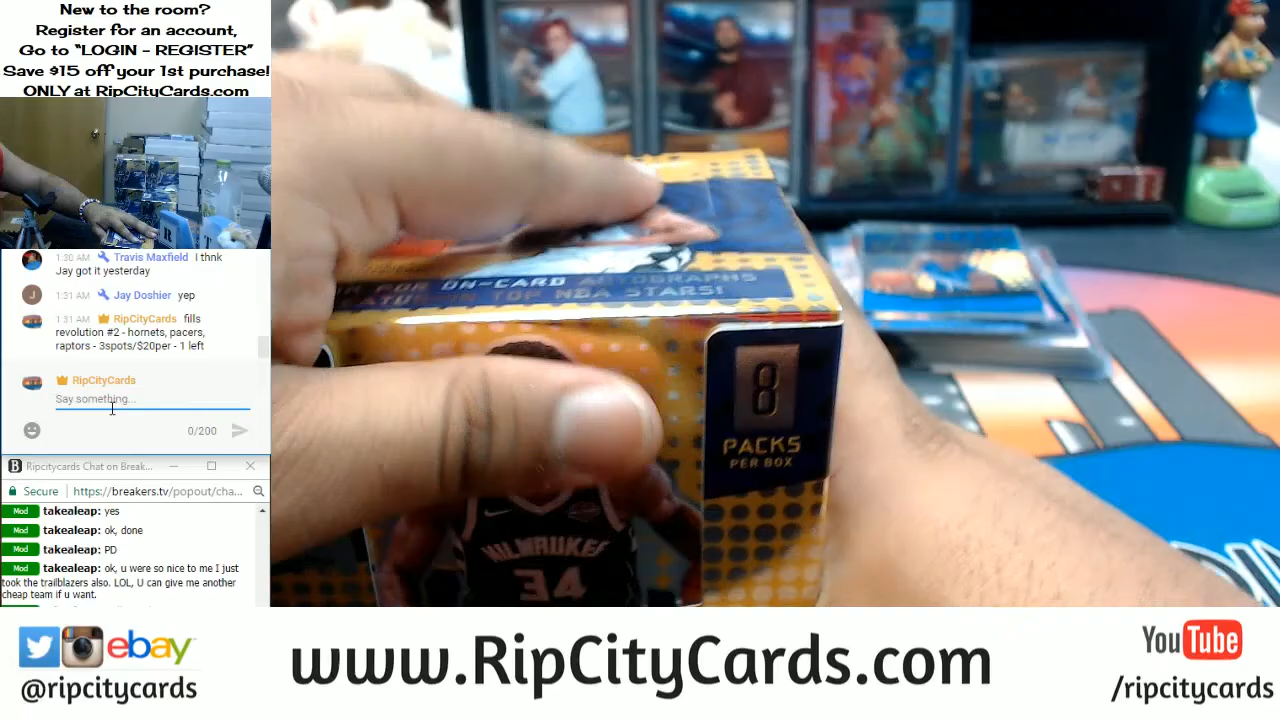 New to the room?
Register for an account,
Go to “LOGIN - REGISTER”
Save $15 off your 1st purchase!
ONLY at RipCityCards.com
1:30 AM Travis Maxfield I thnk
Jay got it yesterday
1:31 AM Jay Doshier yep
1:31 AM RipCityCards fills
revolution #2 - hornets, pacers,
raptors - 3spots/$20per - 1 left
RipCityCards
Say something...
0/200
Ripcitycards Chat on Break...
Secure https://breakers.tv/popout/cha...
Mod takealeap: yes
Mod takealeap: ok, done
Mod takealeap: PD
Mod takealeap: ok, u were so nice to me I just
took the trailblazers also. LOL, U can give me another
cheap team if u want.
FOR ON-CARD AUTOGRAPHS
TOP NBA STARS!
8
PACKS
PER BOX
MILWAUKEE
34
ebay
@ripcitycards
www.RipCityCards.com
YouTube
/ripcitycards